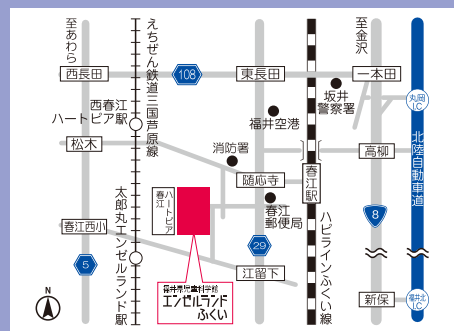 至あわら
えちぜん鉄道三国芦原線
至金沢
西長田
108
東長田
一本田
坂井
警察署
丸岡
I.C
西春江
ハートピア駅
福井空港
松木
消防署
高柳
北陸自動車道
随応寺
春江駅
ハートピア
春江
春江
郵便局
太郎丸エンゼルランド駅
春江西小
8
29
ハピラインふくい線
5
江留下
福井県児童科学館
エンゼルランド
ふくい
新保
福井北
I.C
N